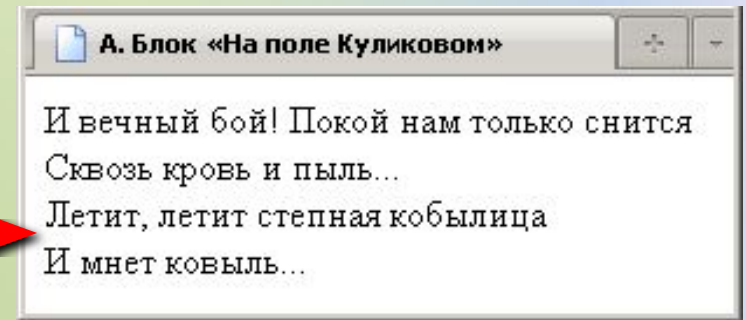 А. Блок «На поле Куликовом»
И вечный бой! Покой нам только снится
Сквозь кровь и пыль...
Летит, летит степная кобылица
И мнет ковыль...